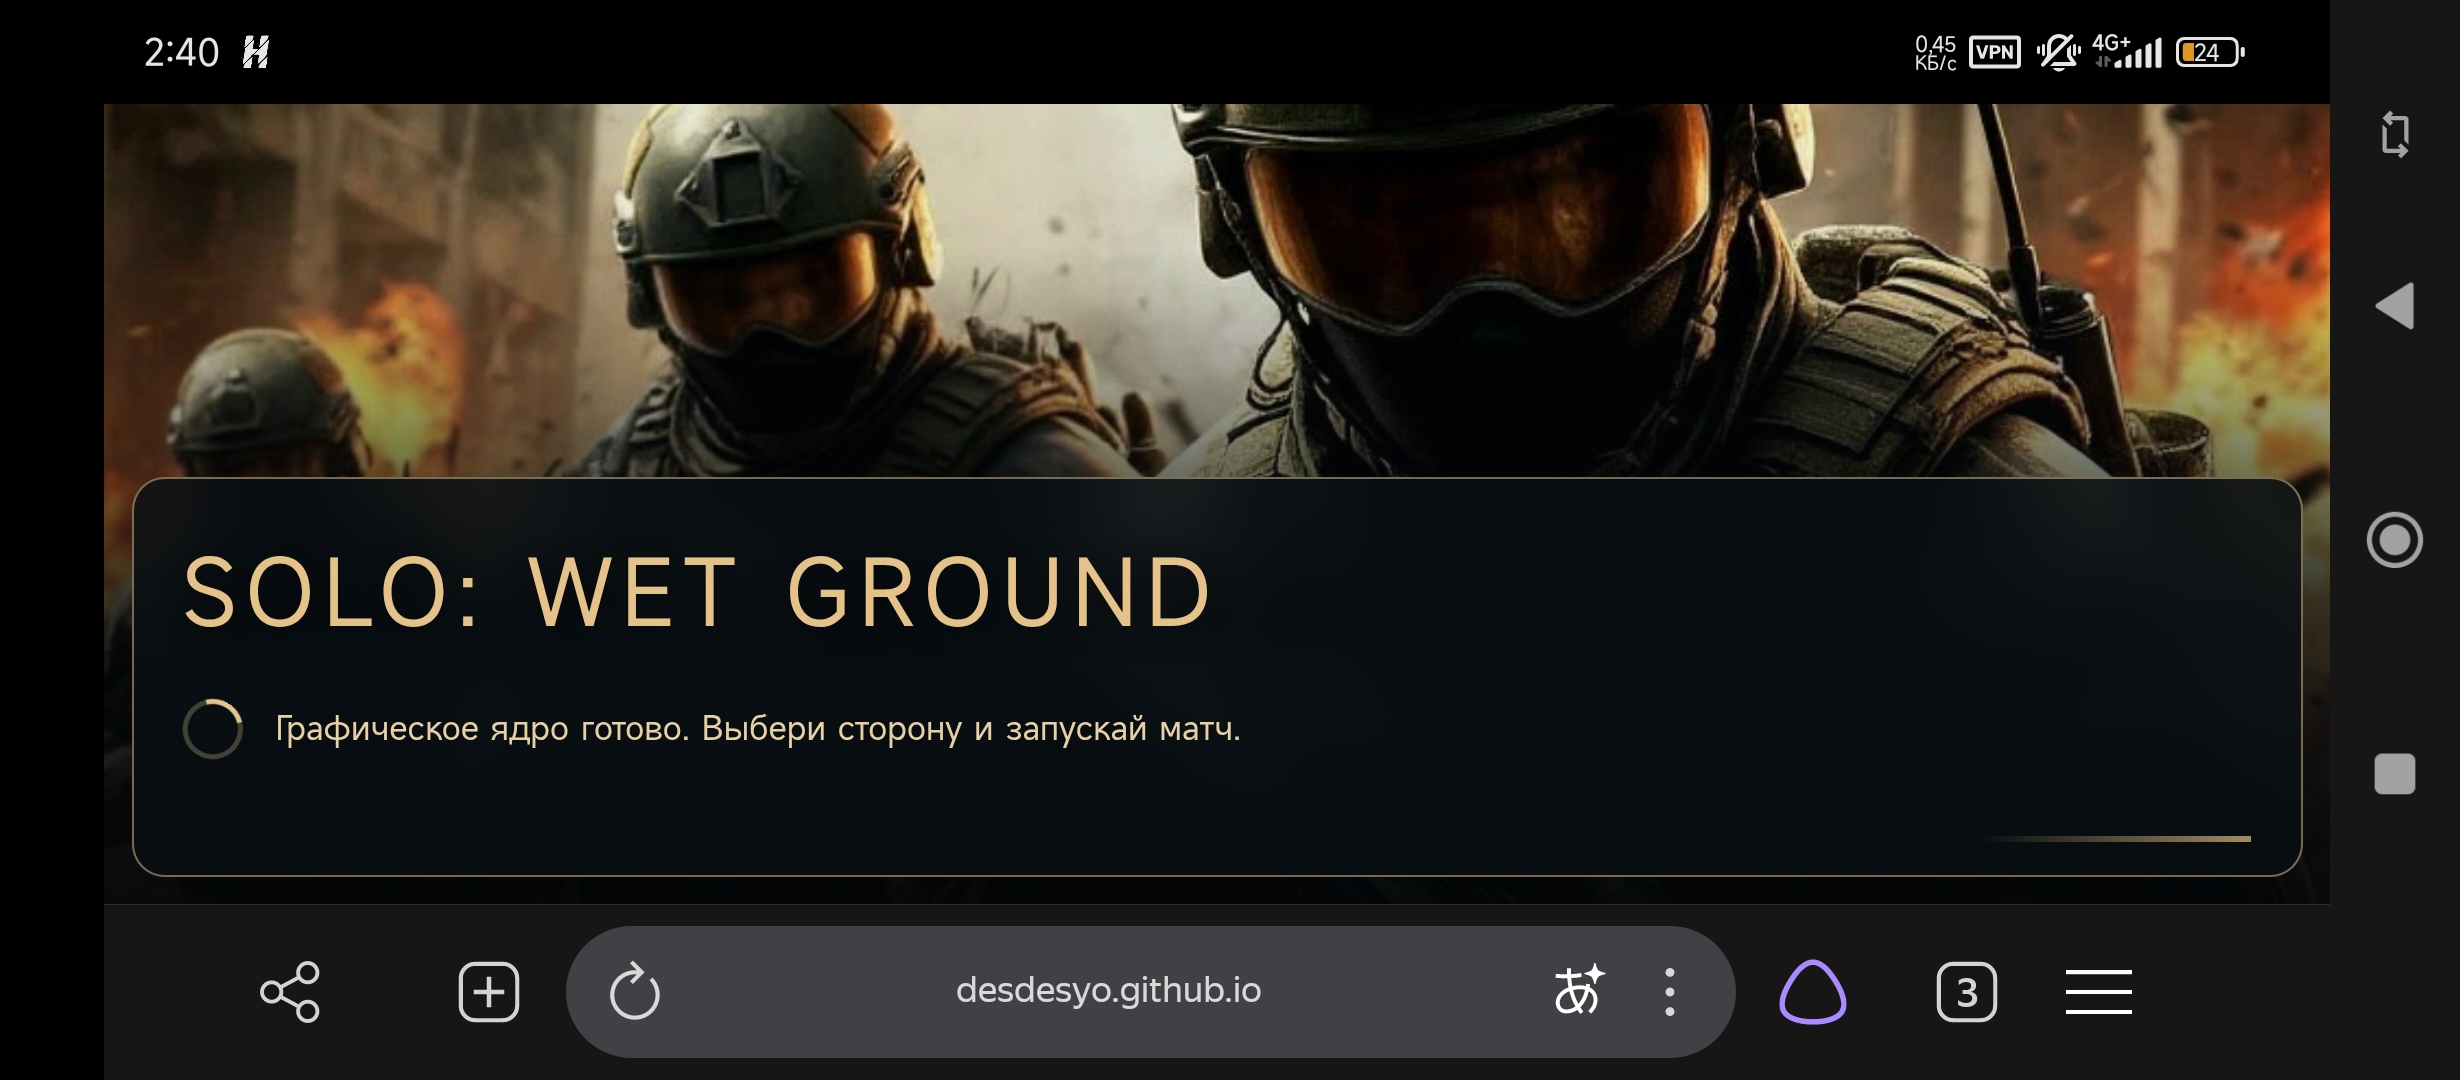 2:40
0,45
КБ/с
VPN
4G+
24
SOLO: WET GROUND
Графическое ядро готово. Выбери сторону и запускай матч.
desdesyo.github.io
あ
3